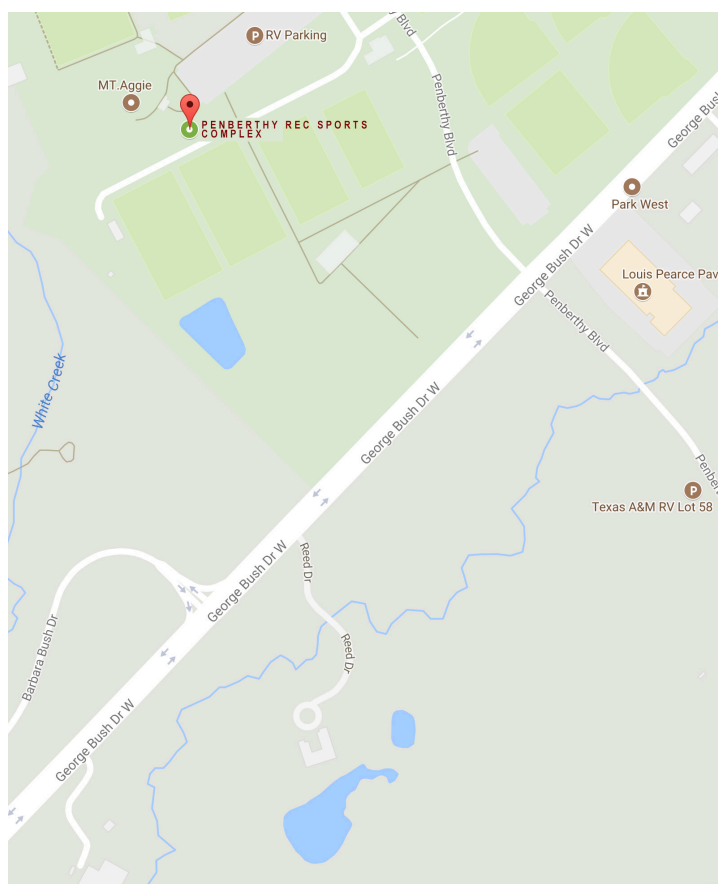 P RV Parking
Penberthy Blvd
MT.Aggie
PENBERTHY REC SPORTS
COMPLEX
Penberthy Blvd
George Bush
Park West
George Bush Dr W
Louis Pearce Pav
Penberthy Blvd
White Creek
George Bush Dr W
Penberthy
P
Texas A&M RV Lot 58
George Bush Dr W
Reed Dr
Barbara Bush Dr
Reed Dr
George Bush Dr W